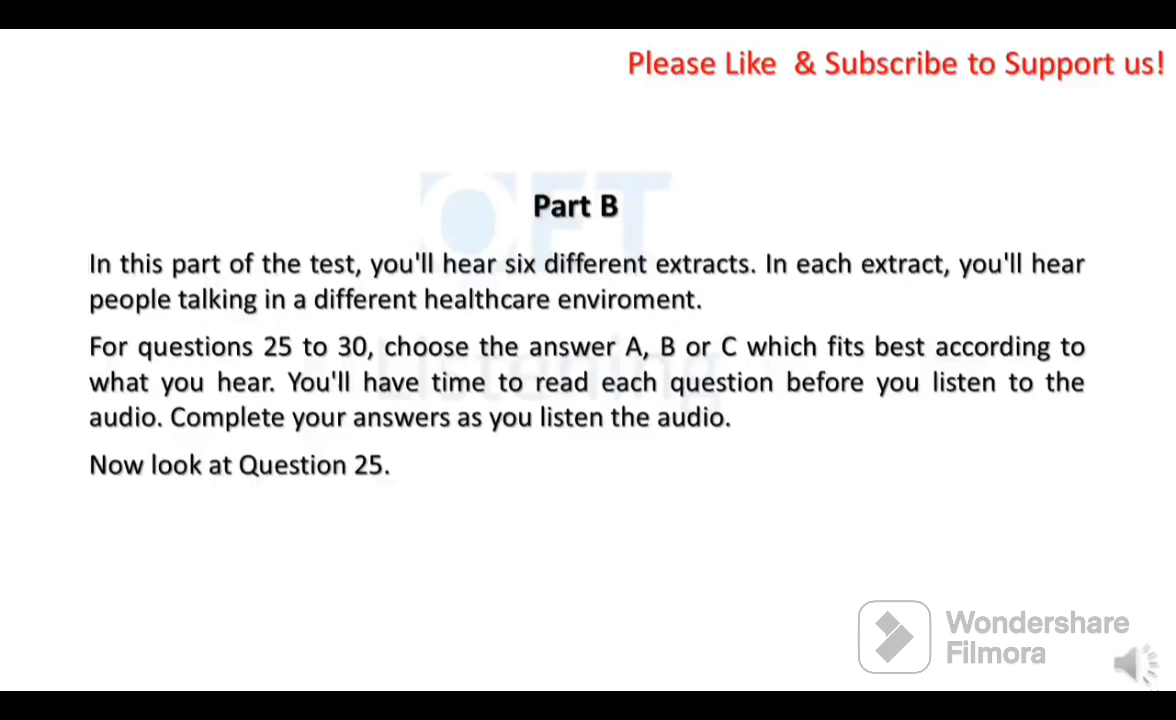 Please Like & Subscribe to Support us!
OET
Listening
Part B
In this part of the test, you'll hear six different extracts. In each extract, you'll hear
people talking in a different healthcare enviroment.
For questions 25 to 30, choose the answer A, B or C which fits best according to
what you hear. You'll have time to read each question before you listen to the
audio. Complete your answers as you listen the audio.
Now look at Question 25.
Wondershare
Filmora